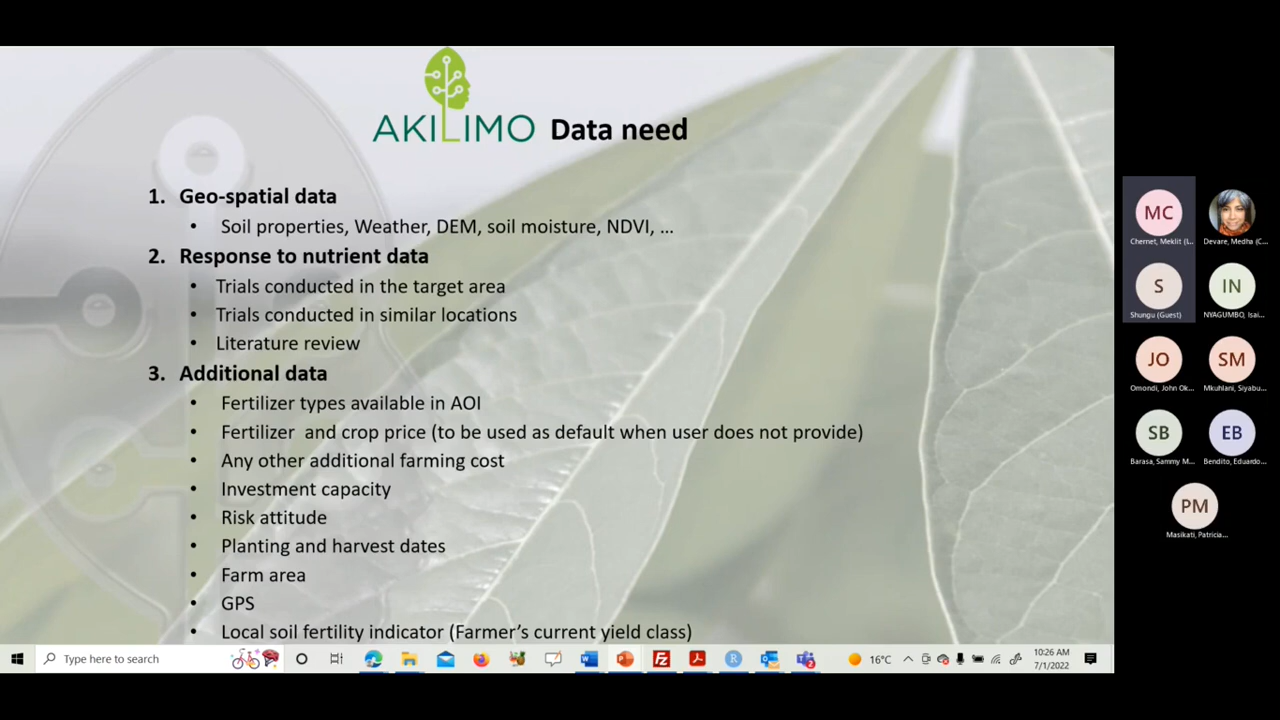 AKILIMO Data need
1. Geo-spatial data
• Soil properties, Weather, DEM, soil moisture, NDVI, ...
2. Response to nutrient data
• Trials conducted in the target area
• Trials conducted in similar locations
• Literature review
3. Additional data
• Fertilizer types available in AOI
• Fertilizer and crop price (to be used as default when user does not provide)
• Any other additional farming cost
• Investment capacity
• Risk attitude
• Planting and harvest dates
• Farm area
• GPS
• Local soil fertility indicator (Farmer's current yield class)
Type here to search
16°C
10:26 AM
7/1/2022
MC
Chernet, Meklit (I...
Devare, Medha (C...
S
Shungu (Guest)
IN
NYAGUMBO, Isai...
JO
Omondi, John Ok...
SM
Mkuhlani, Siyabu...
SB
Barasa, Sammy M...
EB
Bendito, Eduardo...
PM
Masikati, Patricia...